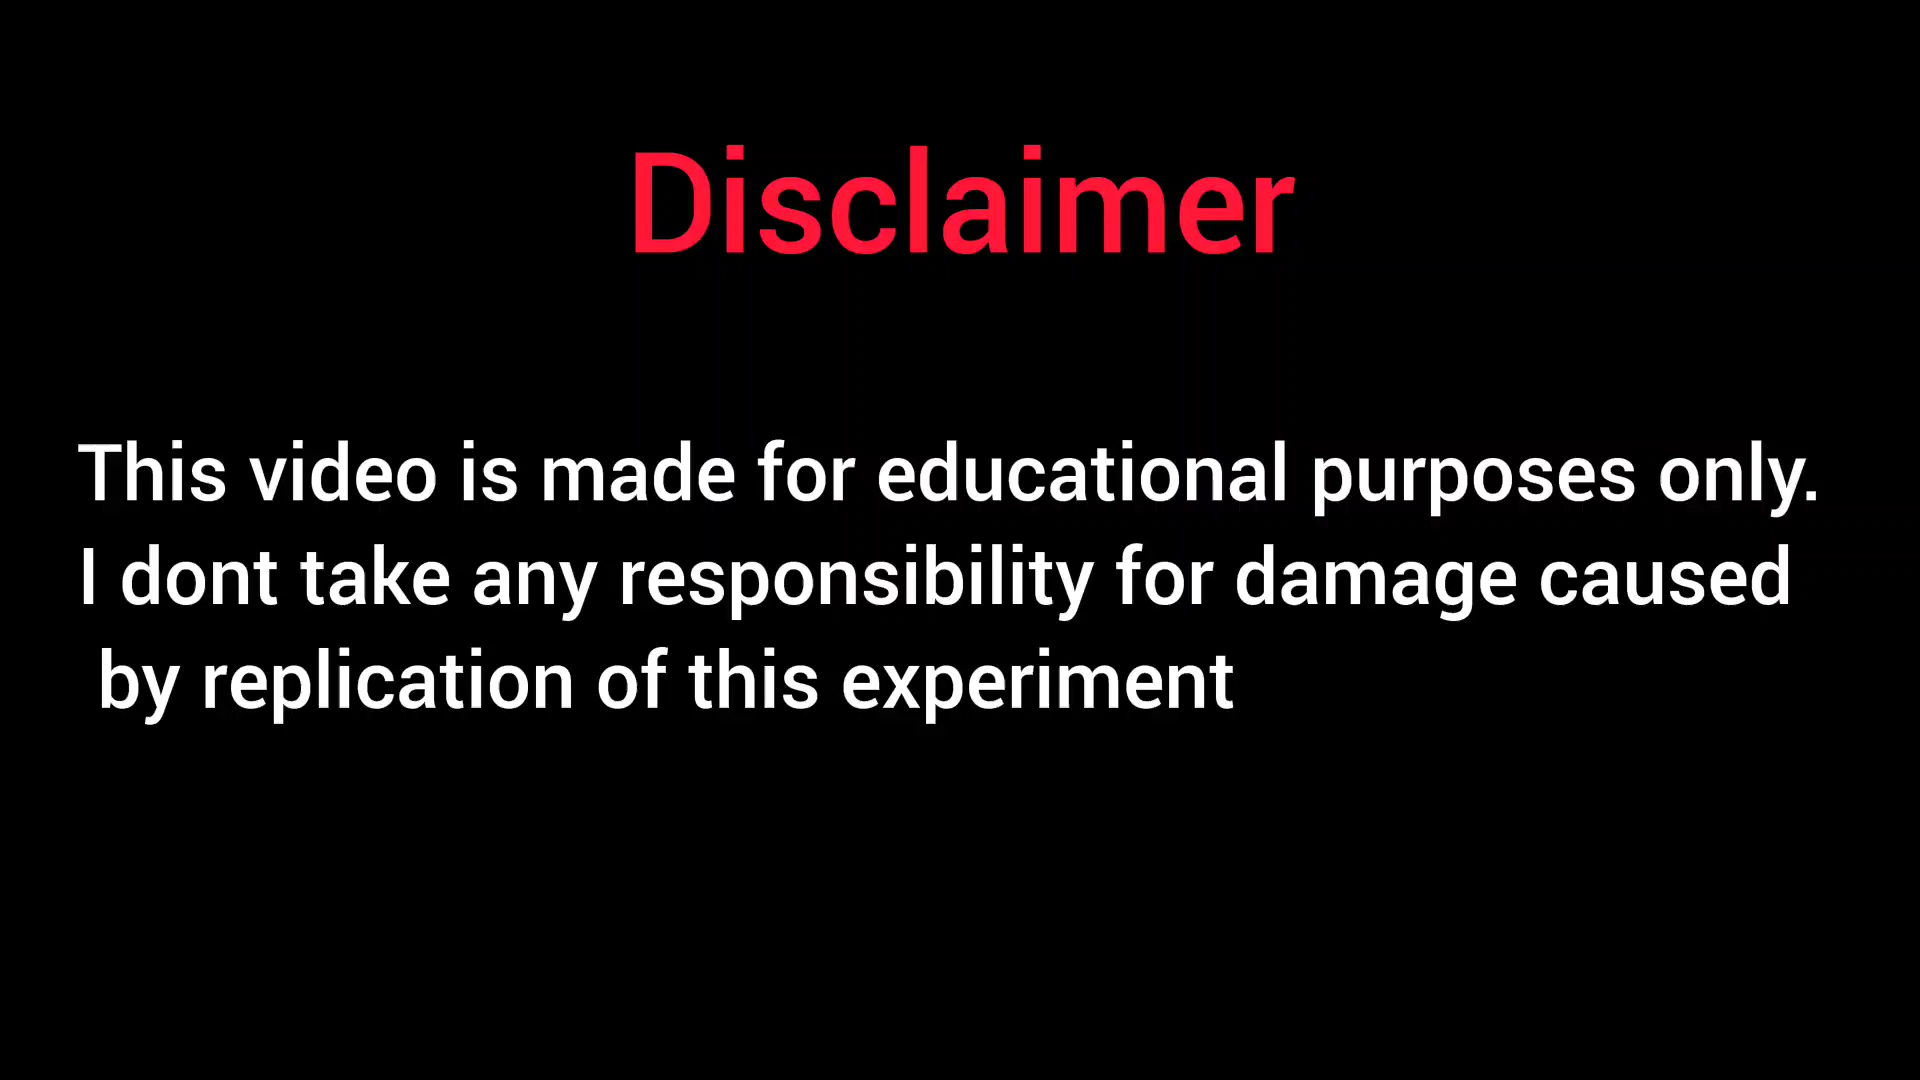 Disclaimer
This video is made for educational purposes only.
I dont take any responsibility for damage caused
by replication of this experiment